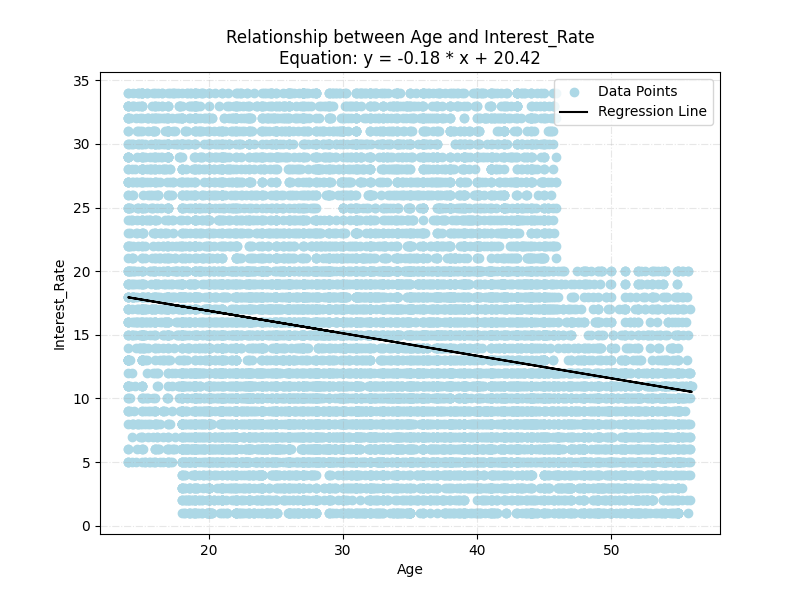 Relationship between Age and Interest_Rate
Equation: y = -0.18 * x + 20.42
Data Points
Regression Line
35
30
25
20
15
10
5
0
Interest_Rate
20 30 40 50
Age